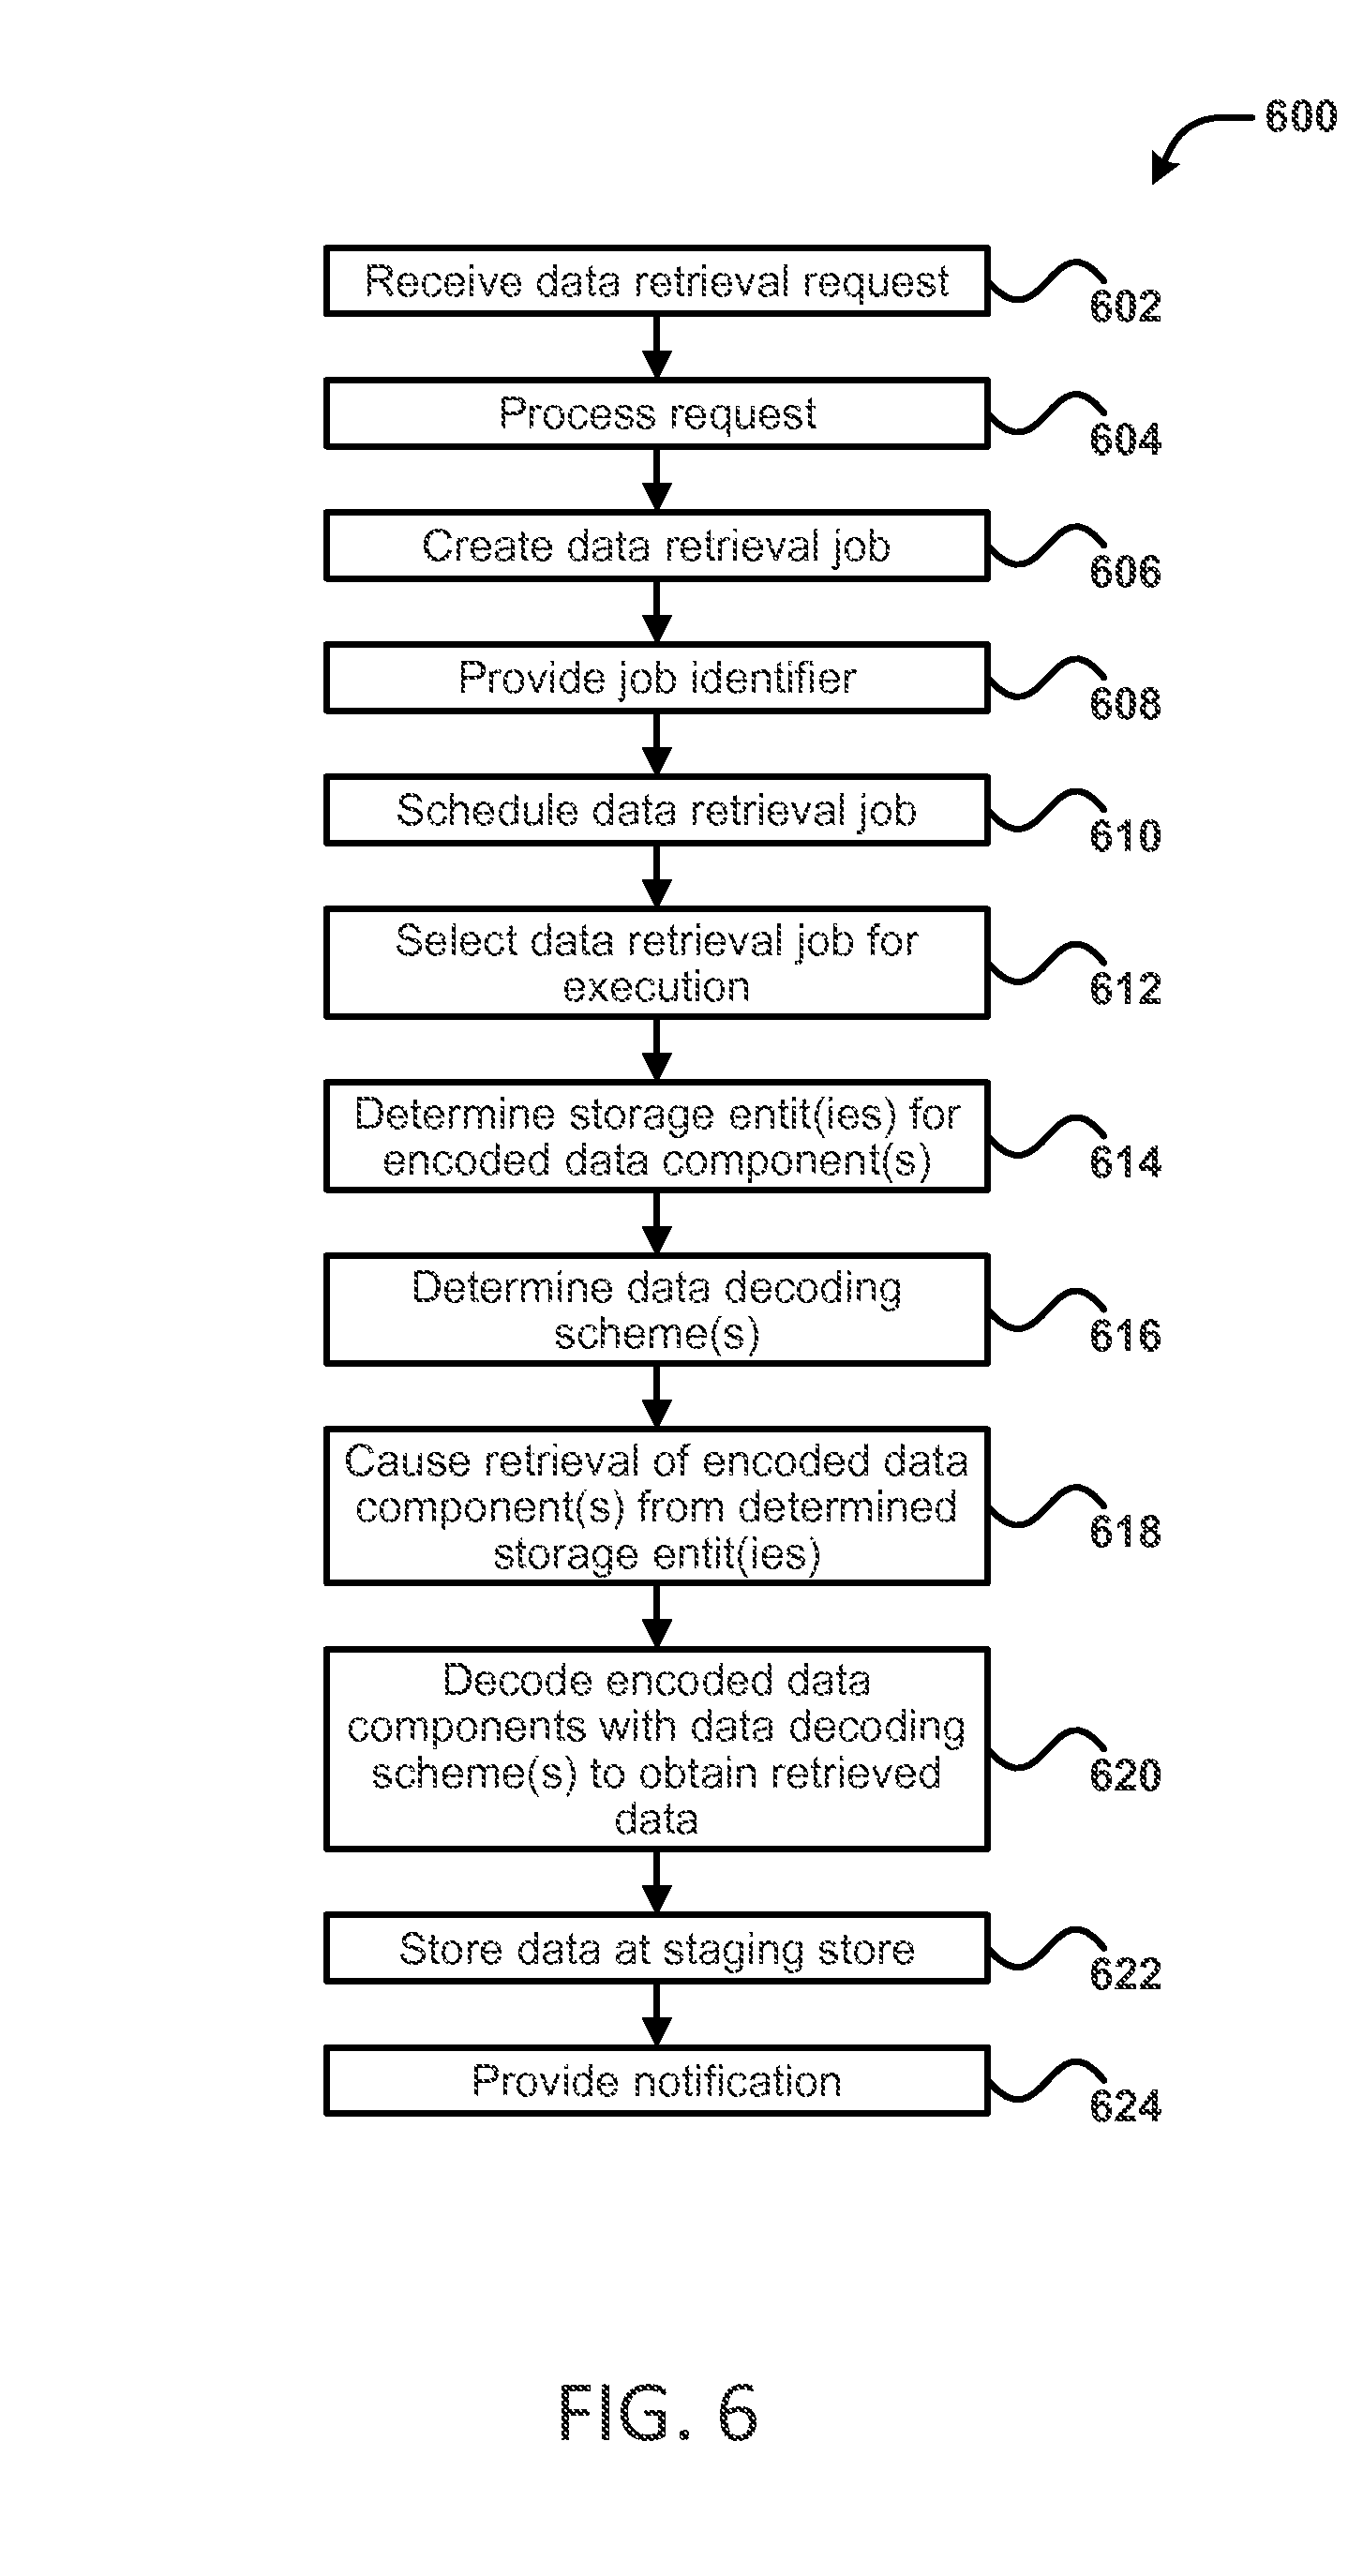 600
Receive data retrieval request
602
Process request
604
Create data retrieval job
606
Provide job identifier
608
Schedule data retrieval job
610
Select data retrieval job for
execution
612
Determine storage entit(ies) for
encoded data component(s)
614
Determine data decoding
scheme(s)
616
Cause retrieval of encoded data
component(s) from determined
storage entit(ies)
618
Decode encoded data
components with data decoding
scheme(s) to obtain retrieved
data
620
Store data at staging store
622
Provide notification
624
FIG. 6